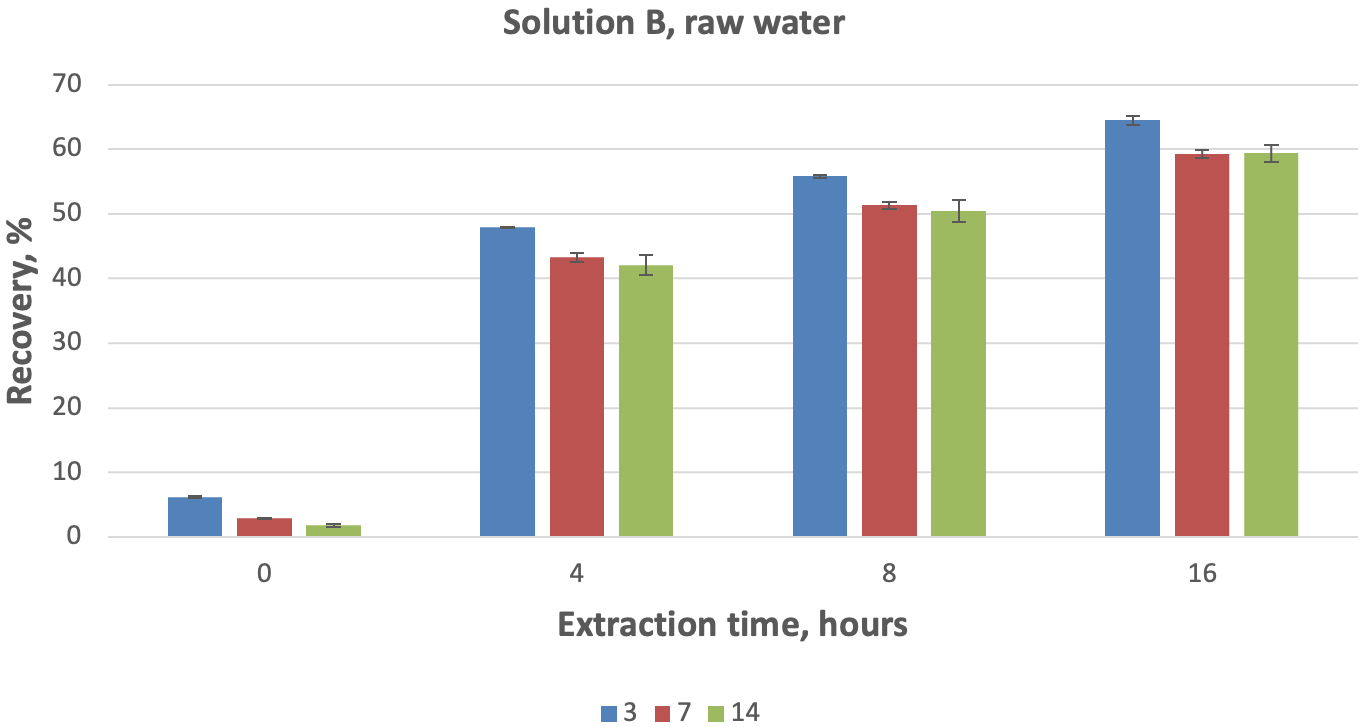 Solution B, raw water
70
60
50
40
30
20
10
0
Recovery, %
0 4 8 16
Extraction time, hours
3 7 14